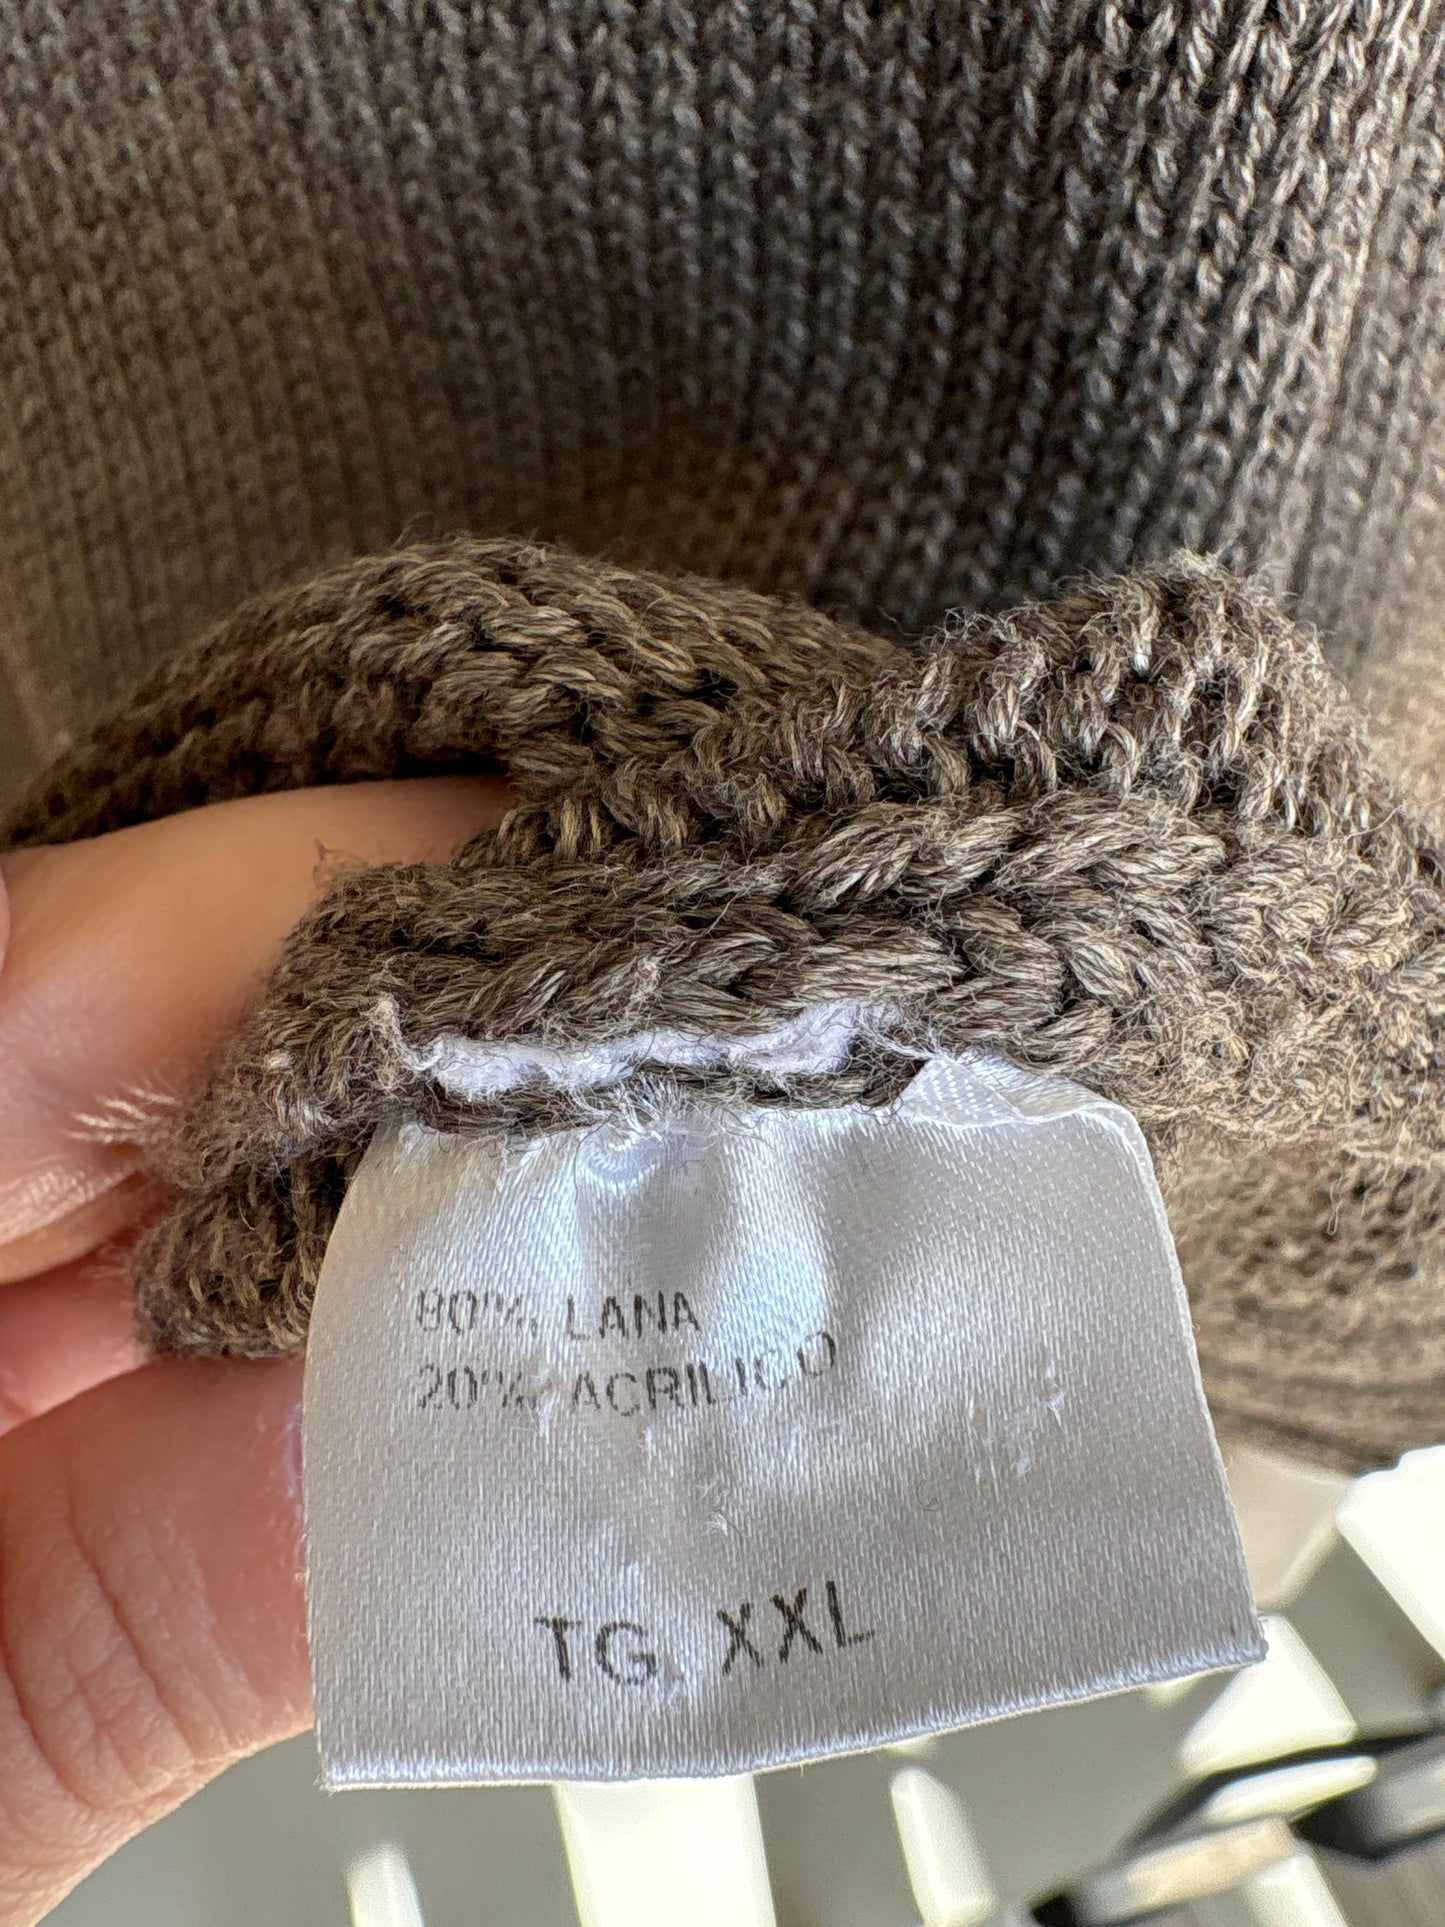 80% LANA
20% ACRILICO
TG. XXL